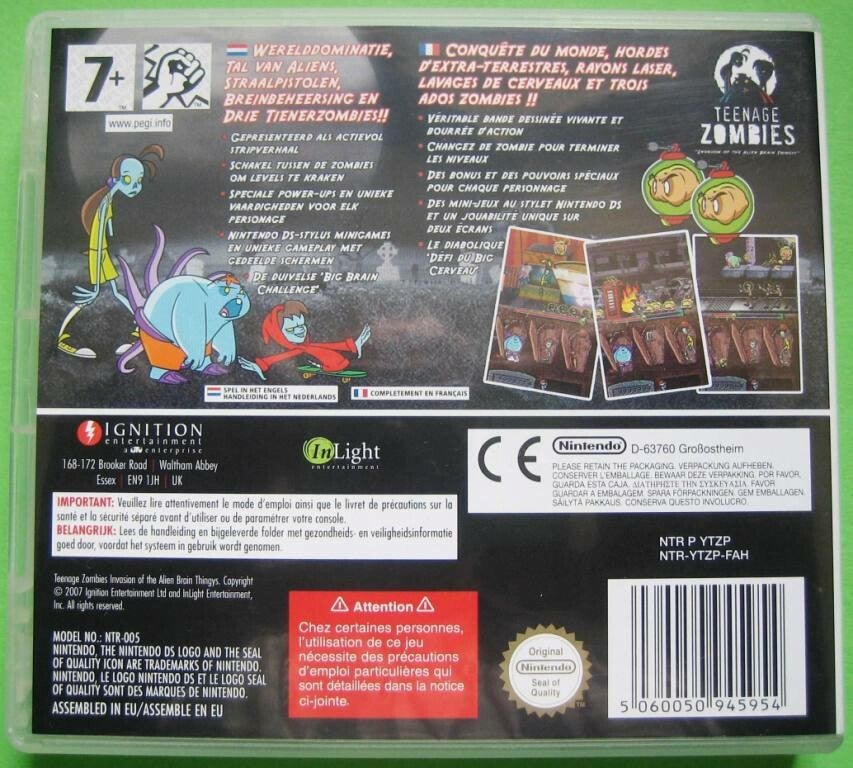 7+
www.pegi.info
WERELDDOMINATIE,
TAL VAN ALIENS,
STRAALPISTOLEN,
BREINBEHEERSING EN
DRIE TIENERZOMBIES!!
• GEPRESENTEERD ALS ACTIEVOL
STRIPVERHAAL
• SCHAKEL TUSSEN DE ZOMBIES
OM LEVELS TE KRAKEN
• SPECIALE POWER-UPS EN UNIEKE
VAARDIGHEDEN VOOR ELK
PERSONAGE
• NINTENDO DS-STYLUS MINIGAMES
EN UNIEKE GAMEPLAY MET
GEDEELDE SCHERMEN
• DE DUIVELSE "BIG BRAIN
CHALLENGE"
CONQUÊTE DU MONDE, HORDES
D'EXTRA-TERRESTRES, RAYONS LASER,
LAVAGES DE CERVEAUX ET TROIS
ADOS ZOMBIES !!
• VÉRITABLE BANDE DESSINÉE VIVANTE ET
BOURRÉE D'ACTION
• CHANGEZ DE ZOMBIE POUR TERMINER
LES NIVEAUX
• DES BONUS ET DES POUVOIRS SPÉCIAUX
POUR CHAQUE PERSONNAGE
• DES MINI-JEUX AU STYLET NINTENDO DS
ET UN JOUABILITÉ UNIQUE SUR
DEUX ÉCRANS
• LE DIABOLIQUE
"DÉFI DU BIG
CERVEAU"
TEENAGE
ZOMBIES
"INVASION OF THE ALIEN BRAIN THINGYS"
SPEL IN HET ENGELS
HANDLEIDING IN HET NEDERLANDS
COMPLETEMENT EN FRANÇAIS
IGNITION
entertainment
a utv enterprise
168-172 Brooker Road | Waltham Abbey
Essex | EN9 1JH | UK
InLight
entertainment
CE
Nintendo D-63760 Großostheim
PLEASE RETAIN THE PACKAGING. VERPACKUNG AUFHEBEN.
CONSERVER L'EMBALLAGE. BEWAAR DEZE VERPAKKING. POR FAVOR,
GUARDA ESTA CAJA. ΔΙΑΤΗΡΗΣΤΕ ΤΗΝ ΣΥΣΚΕΥΑΣΙΑ. FAVOR
GUARDAR A EMBALAGEM. SPARA FÖRPACKNINGEN. GEM EMBALLAGEN.
SÄILYTÄ PAKKAUS. CONSERVA QUESTO INVOLUCRO.
IMPORTANT: Veuillez lire attentivement le mode d'emploi ainsi que le livret de précautions sur la
santé et la sécurité séparé avant d'utiliser ou de paramétrer votre console.
BELANGRIJK: Lees de handleiding en bijgeleverde folder met gezondheids- en veiligheidsinformatie
goed door, voordat het systeem in gebruik wordt genomen.
NTR P YTZP
NTR-YTZP-FAH
Teenage Zombies Invasion of the Alien Brain Thingys. Copyright
© 2007 Ignition Entertainment Ltd and InLight Entertainment,
Inc. All rights reserved.
MODEL NO.: NTR-005
NINTENDO, THE NINTENDO DS LOGO AND THE SEAL
OF QUALITY ICON ARE TRADEMARKS OF NINTENDO.
NINTENDO, LE LOGO NINTENDO DS ET LE LOGO SEAL
OF QUALITY SONT DES MARQUES DE NINTENDO.
ASSEMBLED IN EU/ASSEMBLE EN EU
⚠ Attention ⚠
Chez certaines personnes,
l'utilisation de ce jeu
nécessite des précautions
d'emploi particulières qui
sont détaillées dans la notice
ci-jointe.
Original
Nintendo
Seal of
Quality
TM
5 060050 945954